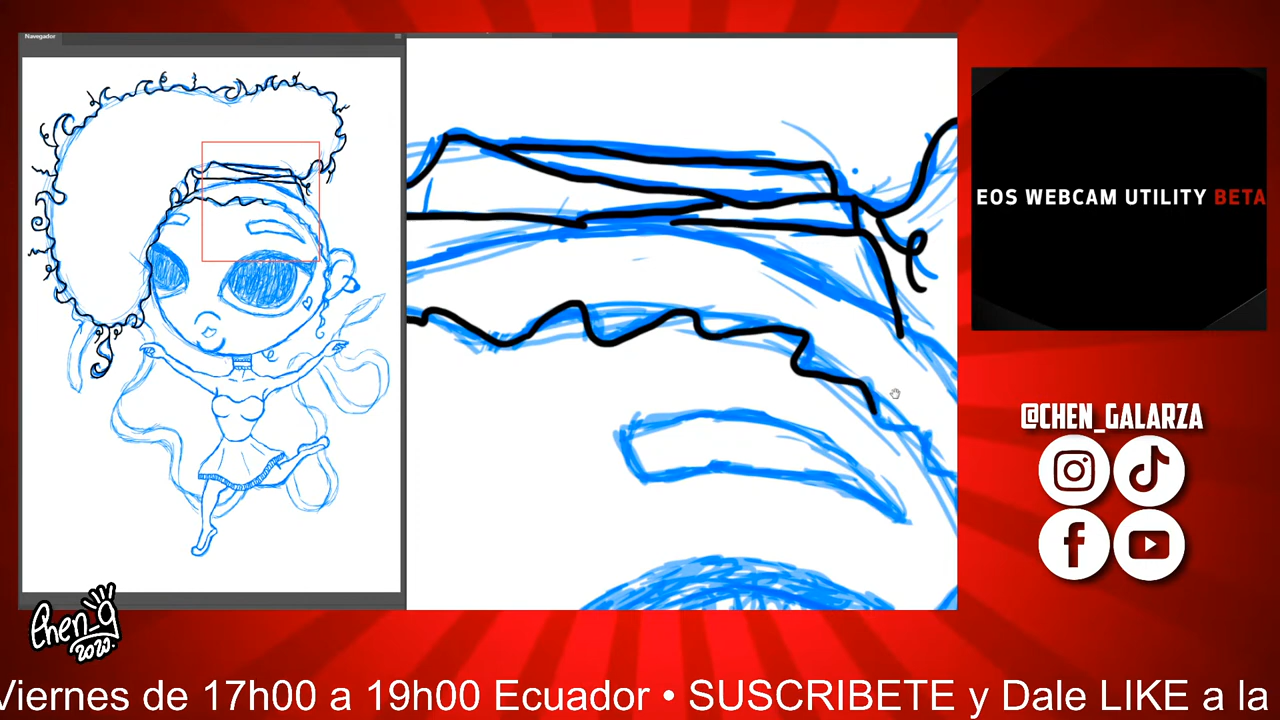 Navegador
EOS WEBCAM UTILITY BETA
@CHEN_GALARZA
Chen_g
2020.
Viernes de 17h00 a 19h00 Ecuador • SUSCRIBETE y Dale LIKE a la